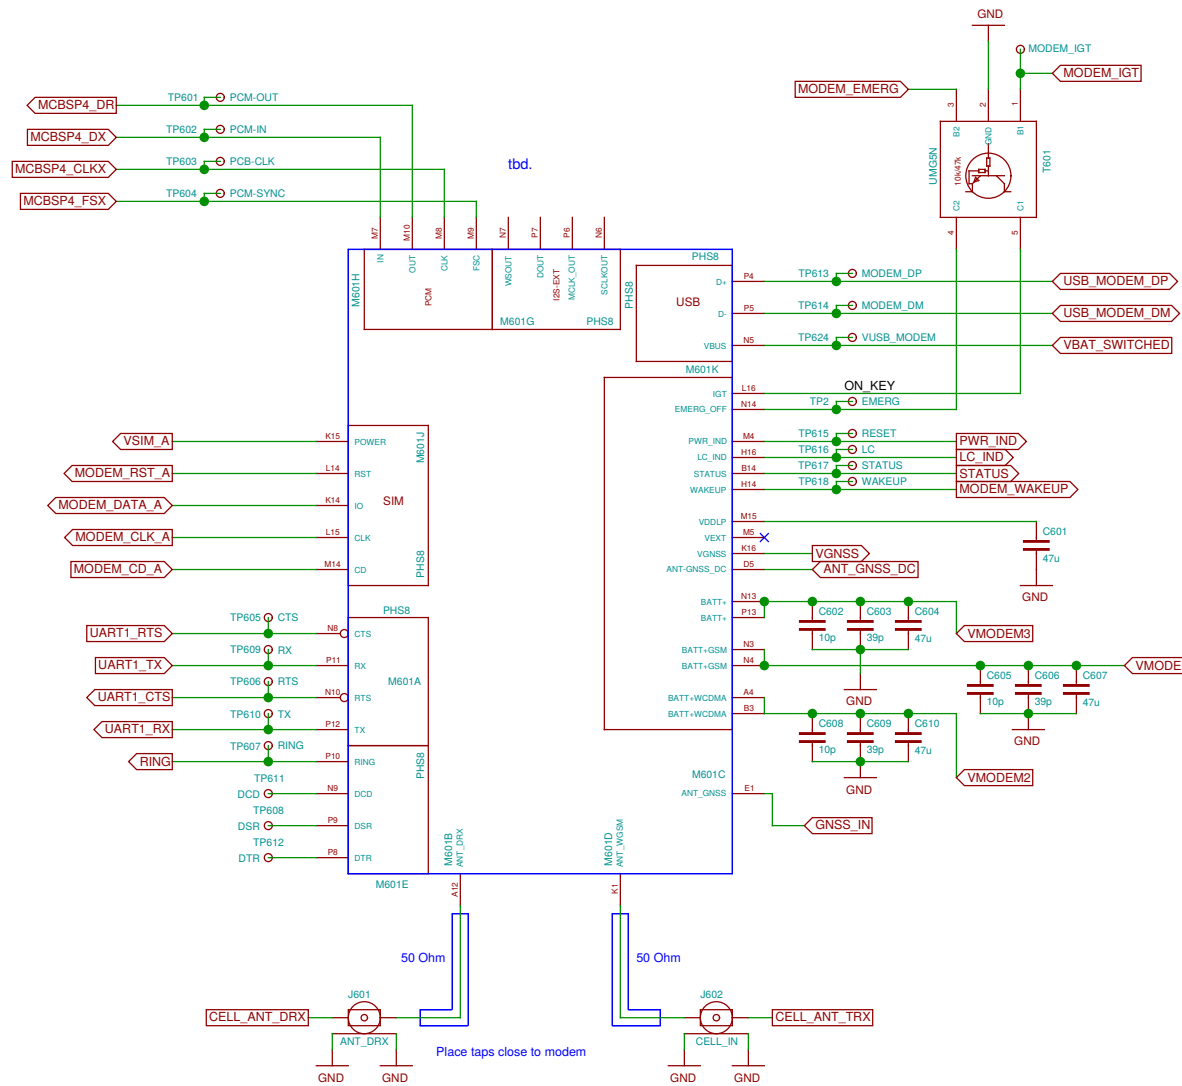 GND
MODEM_IGT
MODEM_IGT
MODEM_EMERG
3
2
1
B2
GND
B1
UMG5N
10k/47k
T601
C2
C1
4
5
MCBSP4_DR
TP601
PCM-OUT
MCBSP4_DX
TP602
PCM-IN
MCBSP4_CLKX
TP603
PCB-CLK
MCBSP4_FSX
TP604
PCM-SYNC
tbd.
M7
M10
M8
M9
N7
P7
P6
N6
IN
OUT
CLK
FSC
WSOUT
DOUT
I2S-EXT
MCLK_OUT
SCLKOUT
M601H
PCM
M601G
PHS8
PHS8
PHS8
USB
M601K
D+
P4
TP613
MODEM_DP
USB_MODEM_DP
D-
P5
TP614
MODEM_DM
USB_MODEM_DM
VBUS
N5
TP624
VUSB_MODEM
VBAT_SWITCHED
IGT
L16
ON_KEY
EMERG_OFF
N14
TP2
EMERG
PWR_IND
M4
TP615
RESET
PWR_IND
LC_IND
H16
TP616
LC
LC_IND
STATUS
B14
TP617
STATUS
STATUS
WAKEUP
H14
TP618
WAKEUP
MODEM_WAKEUP
VDDLP
M15
C601
47u
GND
VEXT
M5
VGNSS
K16
VGNSS
ANT-GNSS_DC
D5
ANT_GNSS_DC
BATT+
N13
BATT+
P13
C602
10p
C603
39p
C604
47u
VMODEM3
GND
BATT+GSM
N3
BATT+GSM
N4
VMODE
C605
10p
C606
39p
C607
47u
GND
BATT+WCDMA
A4
BATT+WCDMA
B3
C608
10p
C609
39p
C610
47u
VMODEM2
GND
M601C
ANT_GNSS
E1
GNSS_IN
VSIM_A
K15
POWER
MODEM_RST_A
L14
RST
MODEM_DATA_A
K14
IO
MODEM_CLK_A
L15
CLK
MODEM_CD_A
M14
CD
M601J
SIM
PHS8
PHS8
UART1_RTS
TP605
CTS
N8
CTS
UART1_TX
TP609
RX
P11
RX
UART1_CTS
TP606
RTS
N10
RTS
UART1_RX
TP610
TX
P12
TX
M601A
RING
TP607
RING
P10
RING
PHS8
TP611
DCD
N9
DCD
TP608
DSR
P9
DSR
TP612
DTR
P8
DTR
M601E
M601B
ANT_DRX
A12
M601D
ANT_WGSM
K1
50 Ohm
50 Ohm
CELL_ANT_DRX
J601
ANT_DRX
GND
GND
Place taps close to modem
J602
CELL_IN
CELL_ANT_TRX
GND
GND